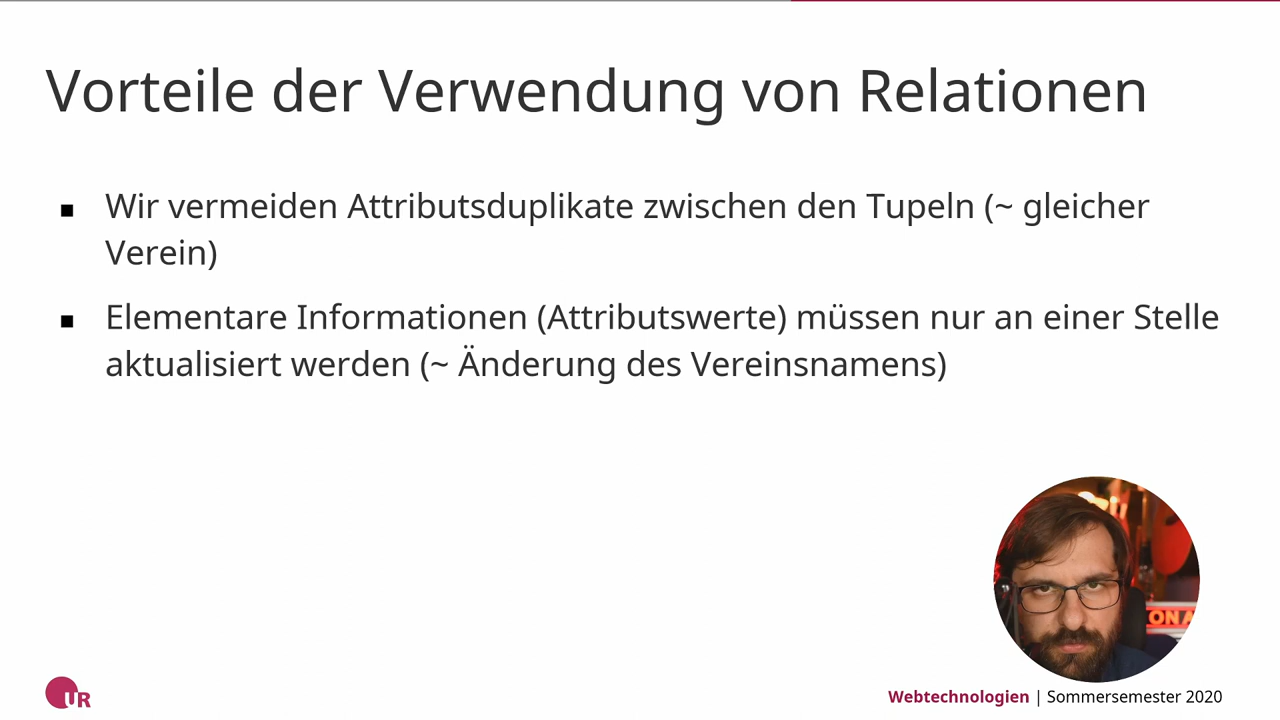 Vorteile der Verwendung von Relationen
Wir vermeiden Attributsduplikate zwischen den Tupeln (~ gleicher
Verein)
Elementare Informationen (Attributswerte) müssen nur an einer Stelle
aktualisiert werden (~ Änderung des Vereinsnamens)
ON A
UR
Webtechnologien | Sommersemester 2020